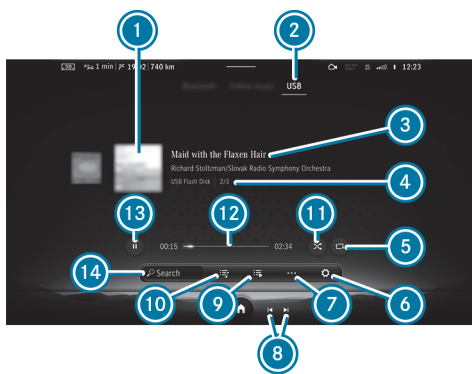 1
2
1 min 19:02 740 km
12:23
USB
3
Maid with the Flaxen Hair
Richard Stoltzman/Slovak Radio Symphony Orchestra
USB Flash Disk 2/3
4
13
12
11
00:15
02:34
5
14
Search
10
9
7
6
8